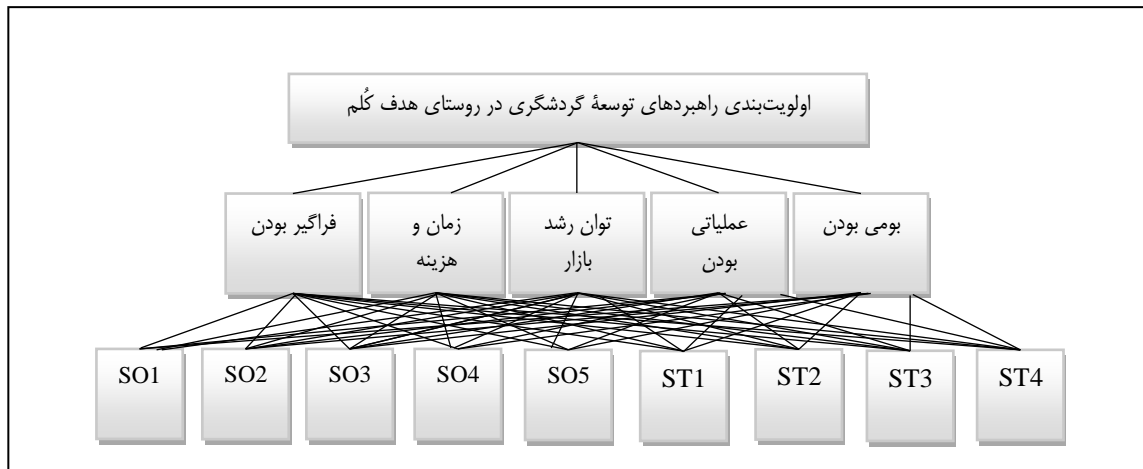 اولویت‌بندی راهبردهای توسعهٔ گردشگری در روستای هدف کُلم
بومی بودن
عملیاتی
بودن
توان رشد
بازار
زمان و
هزینه
فراگیر بودن
SO1
SO2
SO3
SO4
SO5
ST1
ST2
ST3
ST4